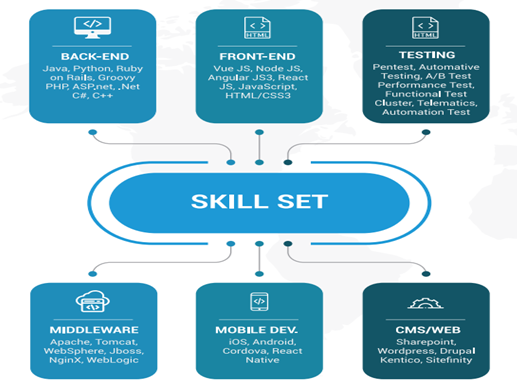 </>
BACK-END
Java, Python, Ruby
on Rails, Groovy
PHP, ASP,net, .,Net
C#, C++
HTML
</>
FRONT-END
Vue JS, Node JS,
Angular JS3, React
JS, JavaScript,
HTML/CSS3
HTML
</>
TESTING
Pentest, Automative
Testing, A/B Test
Performance Test,
Functional Test
Cluster, Telematics,
Automation Test
SKILL SET
</>
MIDDLEWARE
Apache, Tomcat,
WebSphere, Jboss,
NginX, WebLogic
</>
MOBILE DEV.
iOS, Android,
Cordova, React
Native
</>
CMS/WEB
Sharepoint,
Wordpress, Drupal
Kentico, Sitefinity